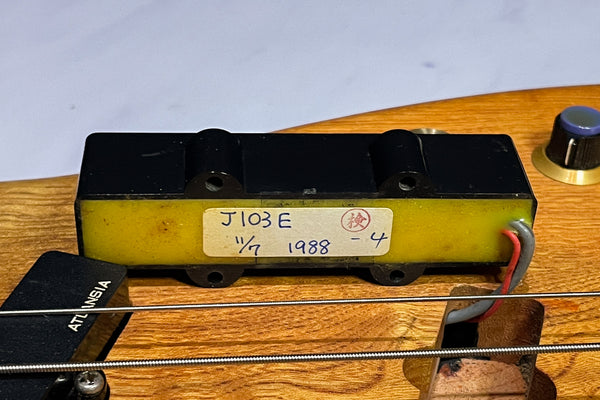 J103E 検
11/7 1988 -4
ATLANSIA